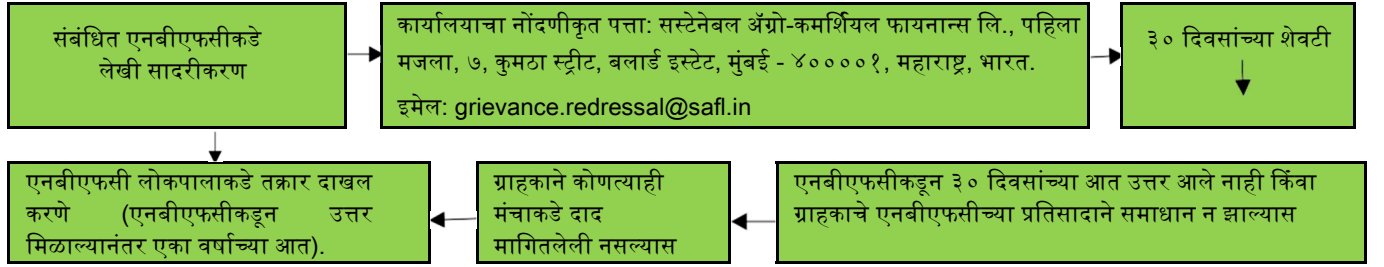 संबंधित एनबीएफसीकडे
लेखी सादरीकरण
कार्यालयाचा नोंदणीकृत पत्ता: सस्टेनेबल ॲग्रो-कमर्शियल फायनान्स लि., पहिला
मजला, ७, कुमठा स्ट्रीट, बलार्ड इस्टेट, मुंबई - ४००००१, महाराष्ट्र, भारत.
इमेल: grievance.redressal@safl.in
३० दिवसांच्या शेवटी
एनबीएफसीकडून ३० दिवसांच्या आत उत्तर आले नाही किंवा
ग्राहकाचे एनबीएफसीच्या प्रतिसादाने समाधान न झाल्यास
ग्राहकाने कोणत्याही
मंचाकडे दाद
मागितलेली नसल्यास
एनबीएफसी लोकपालाकडे तक्रार दाखल
करणे (एनबीएफसीकडून उत्तर
मिळाल्यानंतर एका वर्षाच्या आत).